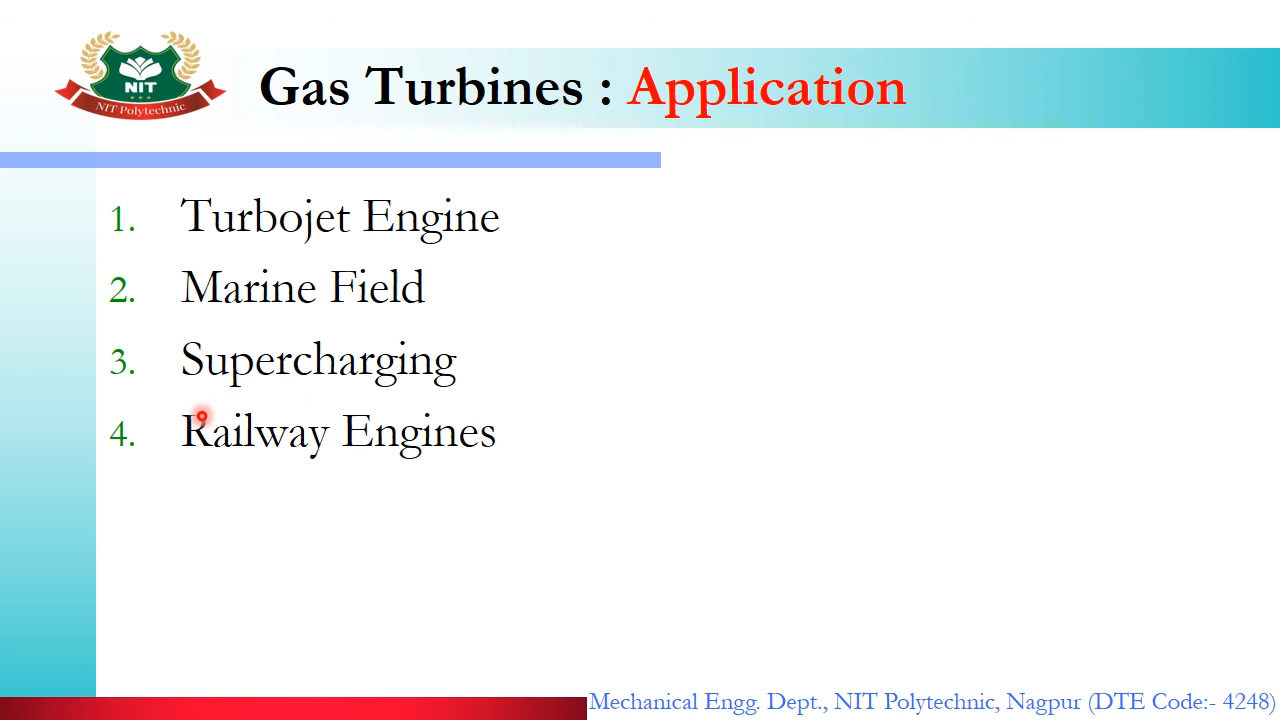 NIT
NIT Polytechnic
Gas Turbines : Application
1. Turbojet Engine
2. Marine Field
3. Supercharging
4. Railway Engines
Mechanical Engg. Dept., NIT Polytechnic, Nagpur (DTE Code:- 4248)